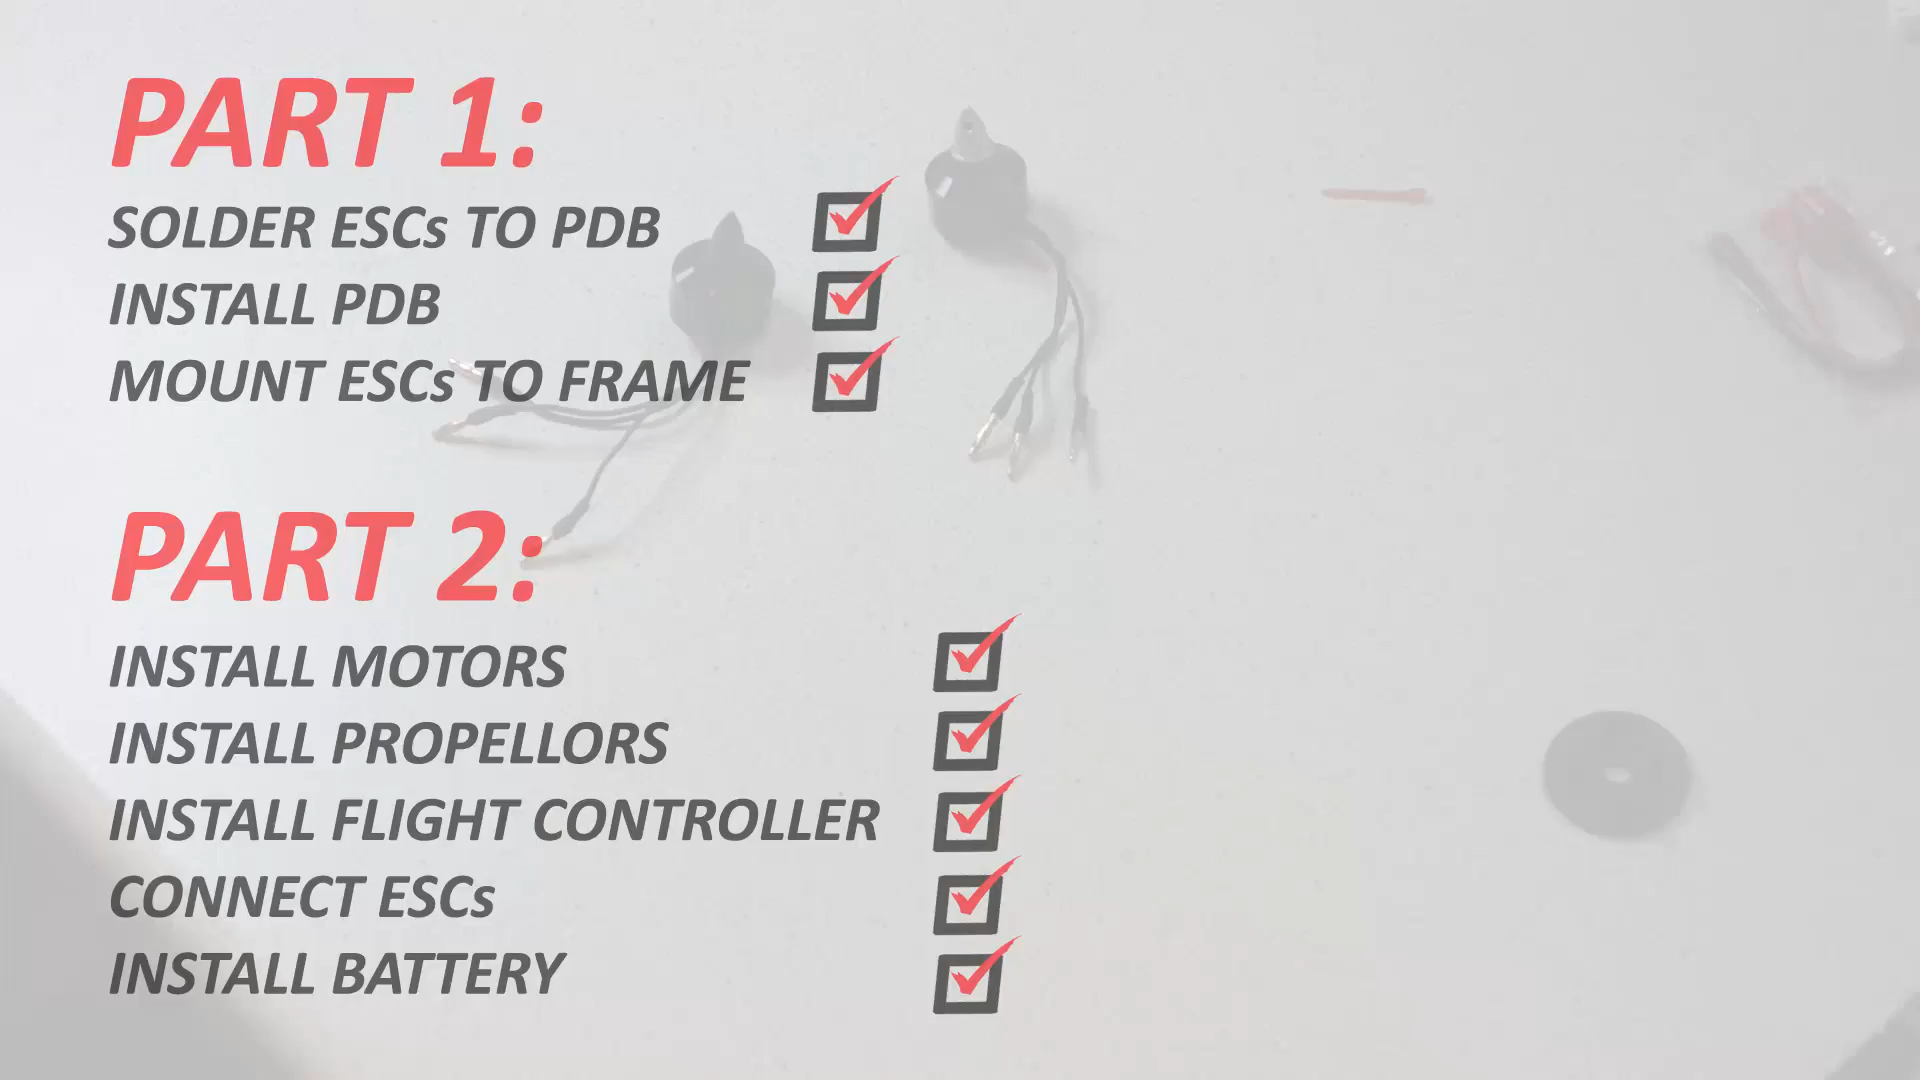 PART 1:
SOLDER ESCs TO PDB
INSTALL PDB
MOUNT ESCs TO FRAME
PART 2:
INSTALL MOTORS
INSTALL PROPELLORS
INSTALL FLIGHT CONTROLLER
CONNECT ESCs
INSTALL BATTERY